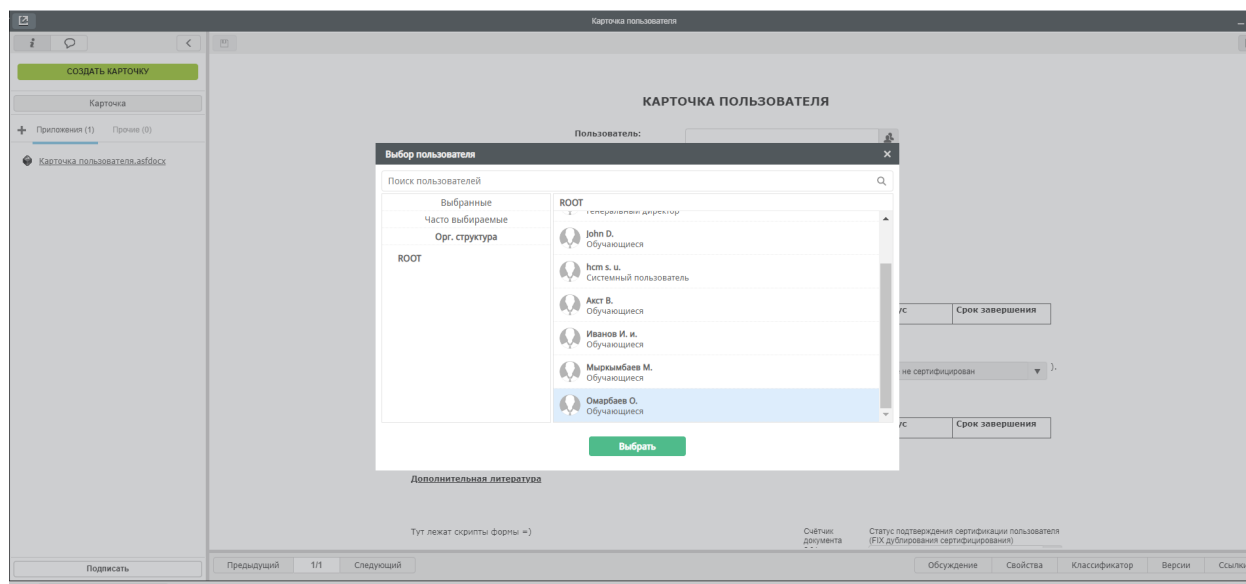 Карточка пользователя
СОЗДАТЬ КАРТОЧКУ
Карточка
Приложения (1) Прочие (0)
Карточка пользователя.asfdocx
КАРТОЧКА ПОЛЬЗОВАТЕЛЯ
Пользователь:
Выбор пользователя
Поиск пользователей
Выбранные
Часто выбираемые
Орг. структура
ROOT
ROOT
Генеральный директор
John D.
Обучающиеся
hcm s. u.
Системный пользователь
Акст В.
Обучающиеся
Иванов И. и.
Обучающиеся
Мыркымбаев М.
Обучающиеся
Омарбаев О.
Обучающиеся
Выбрать
Срок завершения
не сертифицирован ).
Срок завершения
Дополнительная литература
Тут лежат скрипты формы =)
Счётчик документа
Статус подтверждения сертификации пользователя
(FIX дублирования сертифицирования)
Подписать
Предыдущий 1/1 Следующий
Обсуждение Свойства Классификатор Версии Ссылки